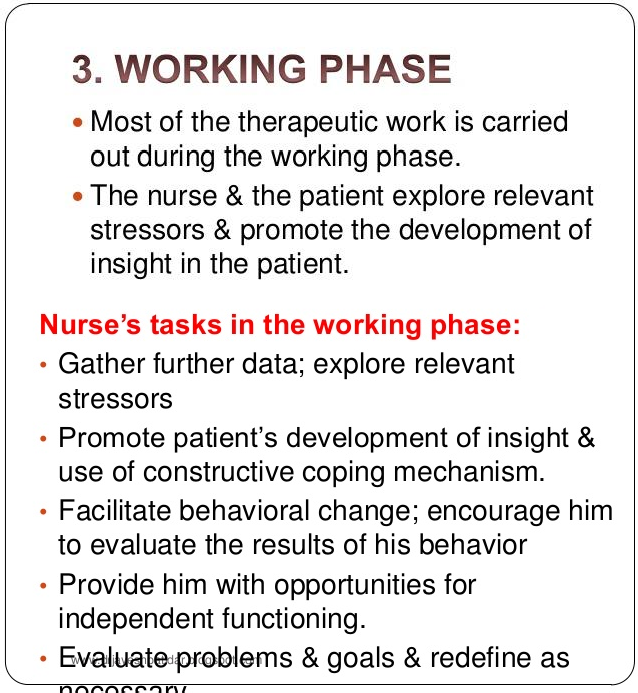 3. WORKING PHASE
• Most of the therapeutic work is carried
out during the working phase.
• The nurse & the patient explore relevant
stressors & promote the development of
insight in the patient.
Nurse’s tasks in the working phase:
• Gather further data; explore relevant
stressors
• Promote patient’s development of insight &
use of constructive coping mechanism.
• Facilitate behavioral change; encourage him
to evaluate the results of his behavior
• Provide him with opportunities for
independent functioning.
• Evaluate problems & goals & redefine as
necessary